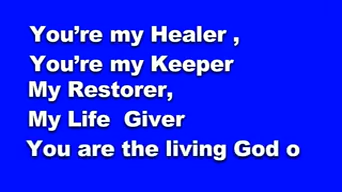 You're my Healer ,
You're my Keeper
My Restorer,
My Life  Giver
You are the living God o